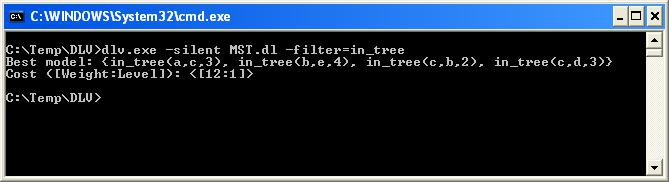 C:\WINDOWS\System32\cmd.exe
C:\Temp\DLV>dlv.exe -silent MST.dl -filter=in_tree
Best model: {in_tree(a,c,3), in_tree(b,e,4), in_tree(c,b,2), in_tree(c,d,3)}
Cost ([Weight:Level]): <[12:1]>
C:\Temp\DLV>